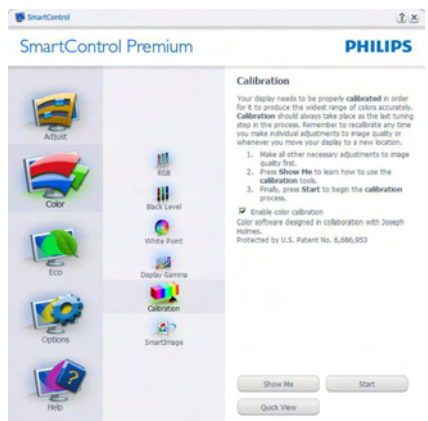 SmartControl
SmartControl Premium
PHILIPS
Adjust
Color
Eco
Options
Help
RGB
Black Level
White Point
Display Gamma
Calibration
SmartImage
Calibration
Your display needs to be properly calibrated in order
for it to produce the widest range of colors accurately.
Calibration should always take place as the last tuning
step in the process. Remember to recalibrate any time
you make individual adjustments to image quality or
whenever you move your display to a new location.
1. Make all other necessary adjustments to image
quality first.
2. Press Show Me to learn how to use the
calibration tools.
3. Finally, press Start to begin the calibration
process.
Enable color calibration
Color software designed in collaboration with Joseph
Holmes.
Protected by U.S. Patent No. 6,686,953
Show Me
Start
Quick View